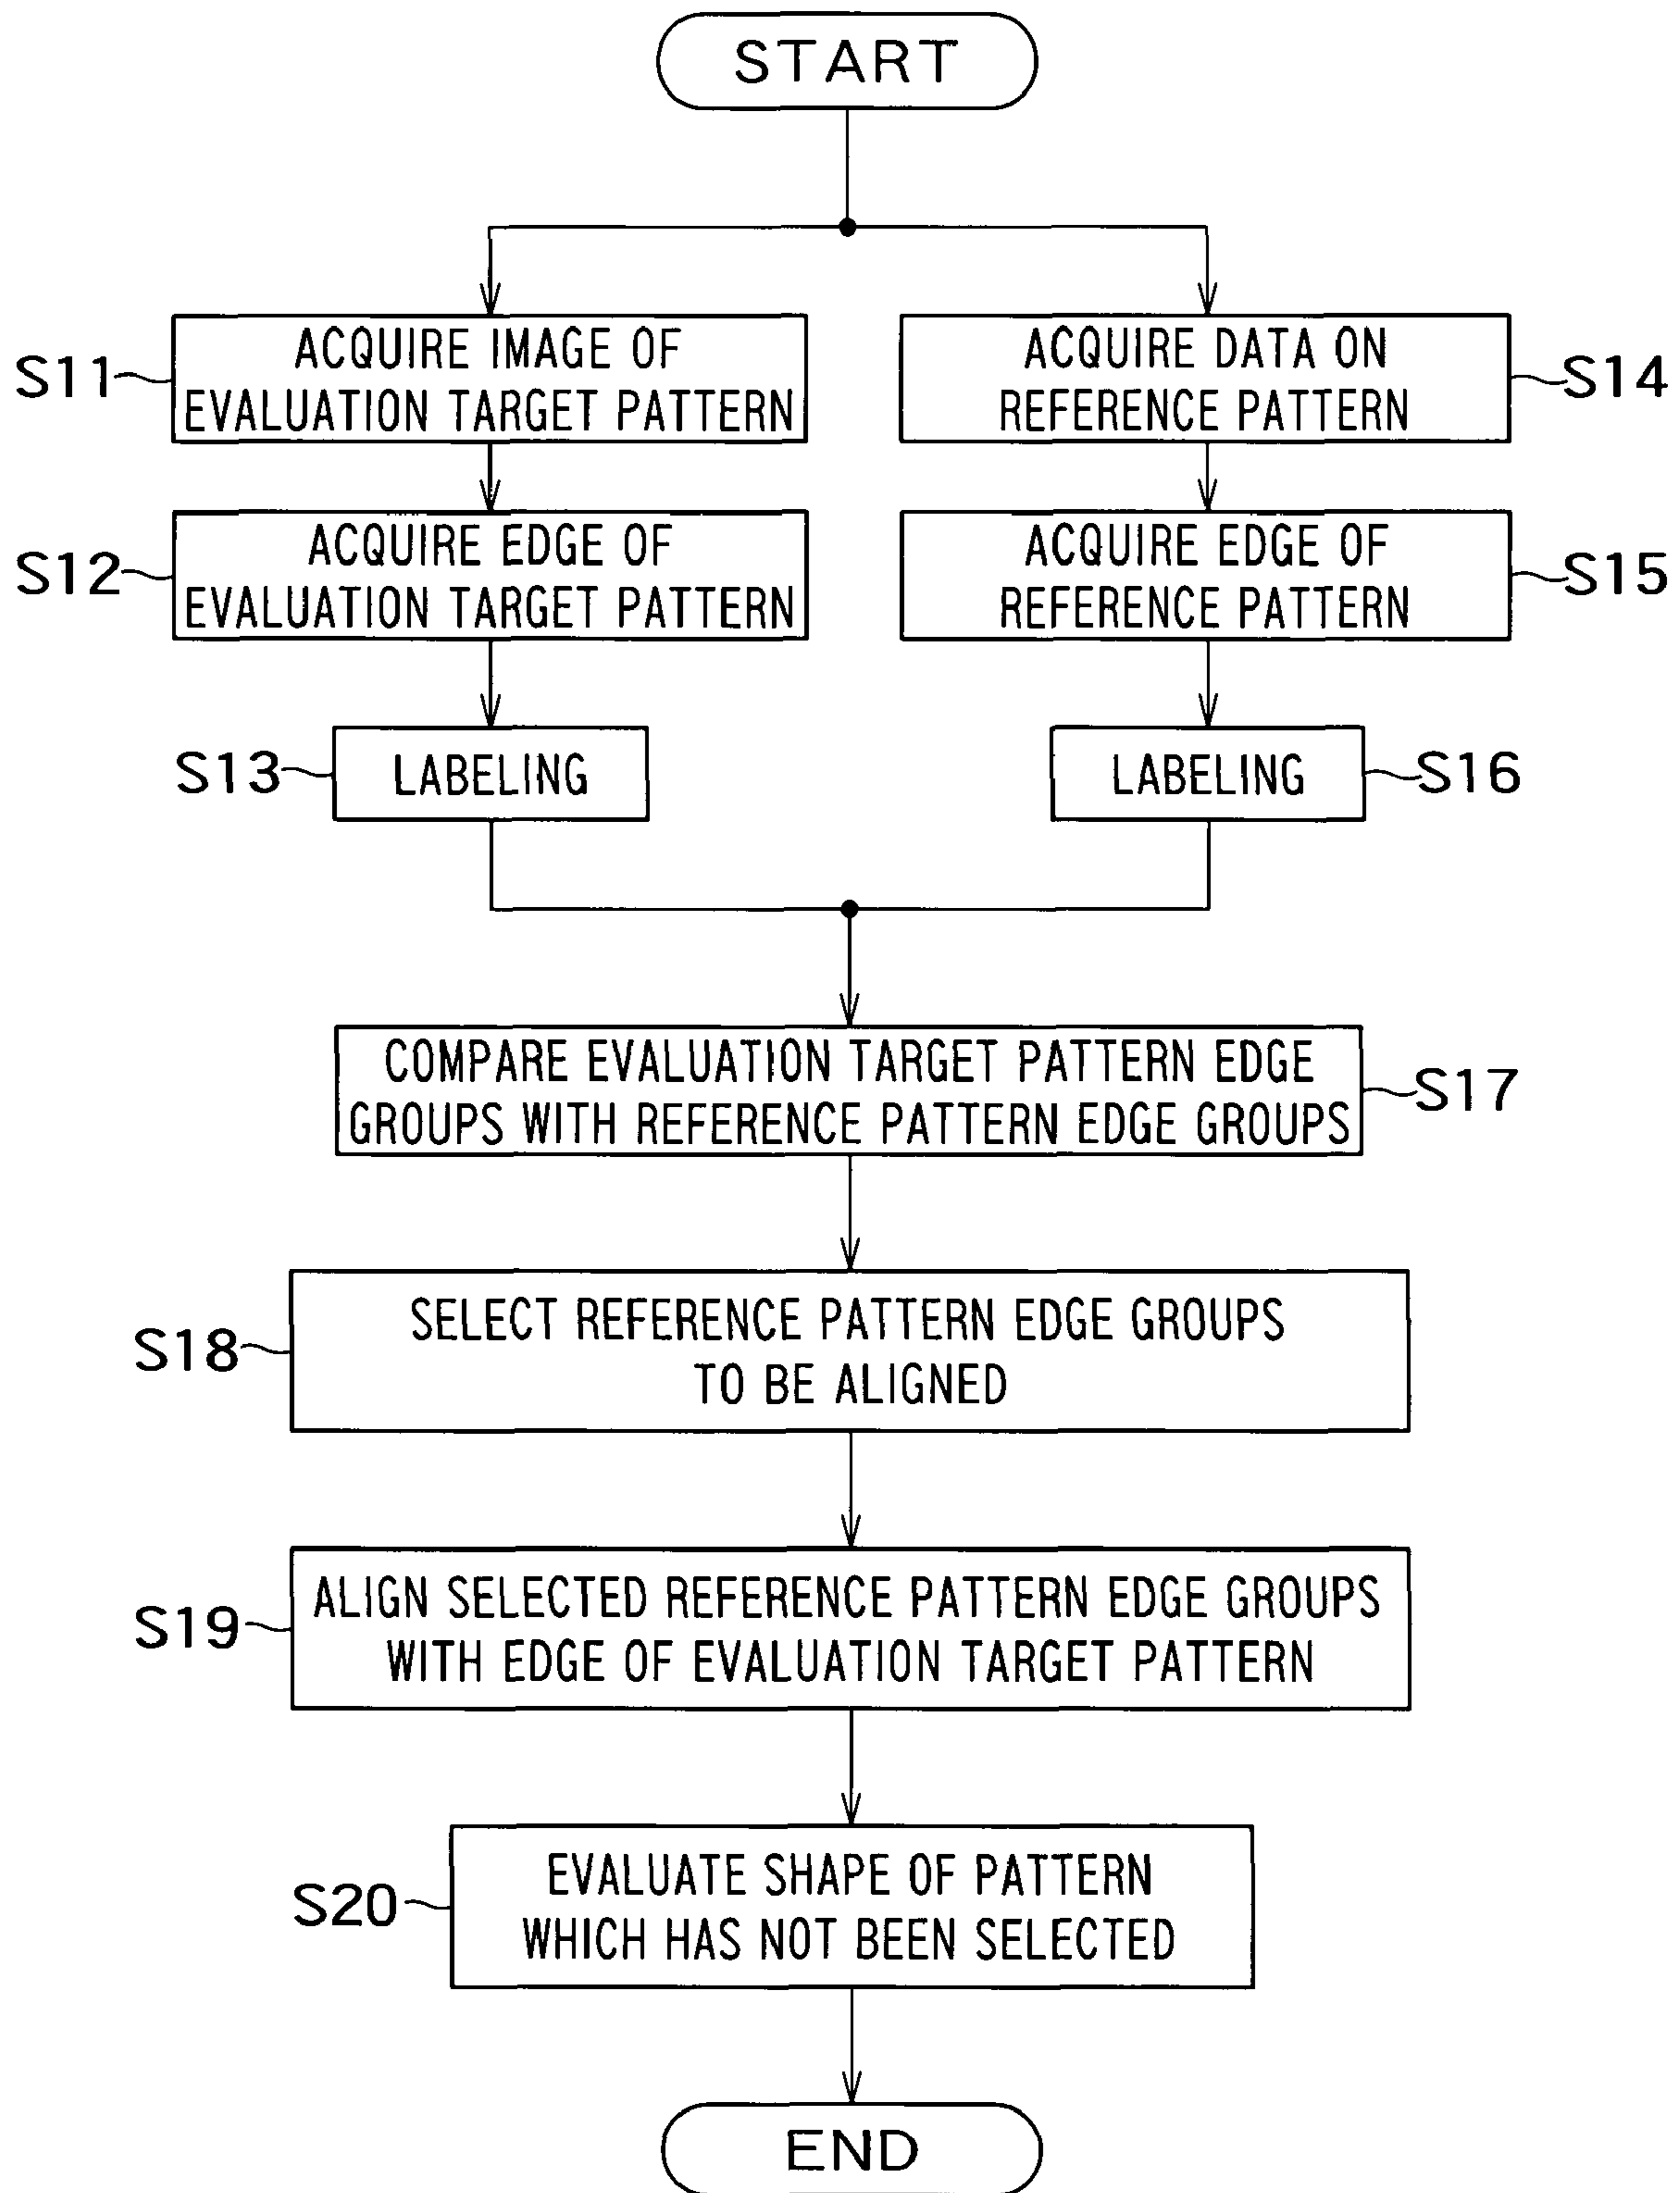 START
S11
ACQUIRE IMAGE OF
EVALUATION TARGET PATTERN
ACQUIRE DATA ON
REFERENCE PATTERN
S14
S12
ACQUIRE EDGE OF
EVALUATION TARGET PATTERN
ACQUIRE EDGE OF
REFERENCE PATTERN
S15
S13
LABELING
LABELING
S16
COMPARE EVALUATION TARGET PATTERN EDGE
GROUPS WITH REFERENCE PATTERN EDGE GROUPS
S17
S18
SELECT REFERENCE PATTERN EDGE GROUPS
TO BE ALIGNED
S19
ALIGN SELECTED REFERENCE PATTERN EDGE GROUPS
WITH EDGE OF EVALUATION TARGET PATTERN
S20
EVALUATE SHAPE OF PATTERN
WHICH HAS NOT BEEN SELECTED
END